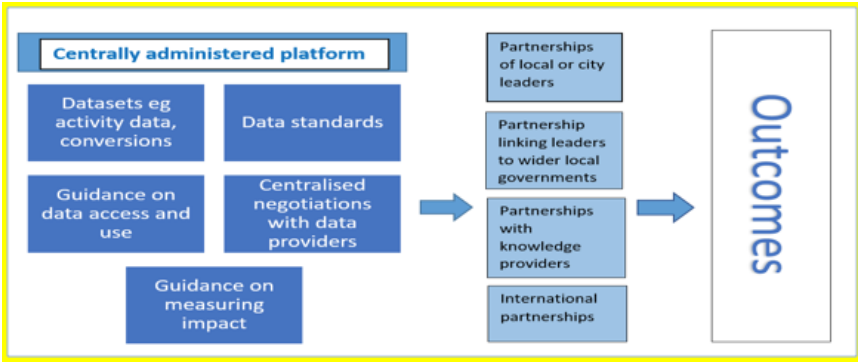 Centrally administered platform
Datasets eg
activity data,
conversions
Data standards
Guidance on
data access and
use
Centralised
negotiations
with data
providers
Guidance on
measuring
impact
Partnerships
of local or city
leaders
Partnership
linking leaders
to wider local
governments
Partnerships
with
knowledge
providers
International
partnerships
Outcomes